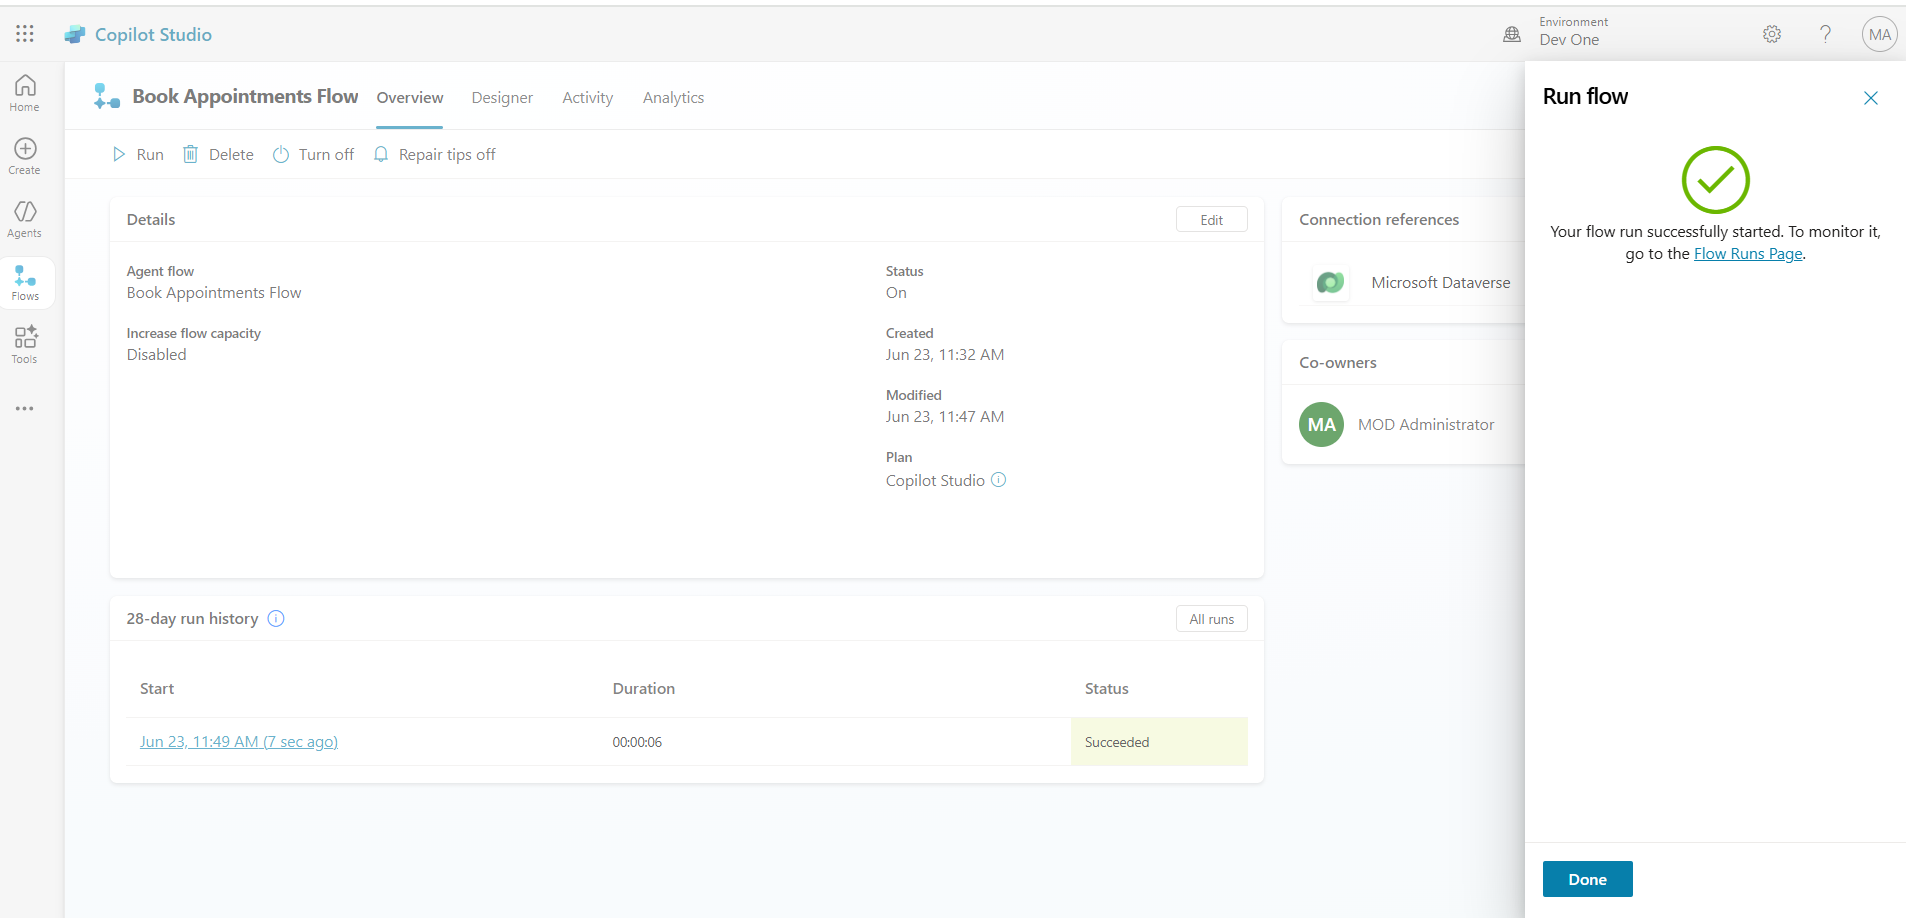 Copilot Studio
Environment
Dev One
MA
Home
Create
Agents
Flows
Tools
Book Appointments Flow
Overview
Designer
Activity
Analytics
Run
Delete
Turn off
Repair tips off
Details
Edit
Agent flow
Book Appointments Flow
Increase flow capacity
Disabled
Status
On
Created
Jun 23, 11:32 AM
Modified
Jun 23, 11:47 AM
Plan
Copilot Studio
Connection references
Microsoft Dataverse
Co-owners
MA
MOD Administrator
28-day run history
All runs
Start
Duration
Status
Jun 23, 11:49 AM (7 sec ago)
00:00:06
Succeeded
Run flow
Your flow run successfully started. To monitor it,
go to the Flow Runs Page.
Done